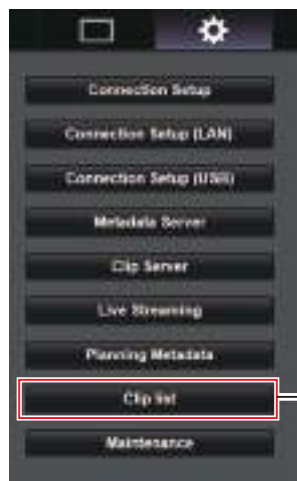 Connection Setup
Connection Setup (LAN)
Connection Setup (USB)
Metadata Server
Clip Server
Live Streaming
Planning Metadata
Clip list
Maintenance